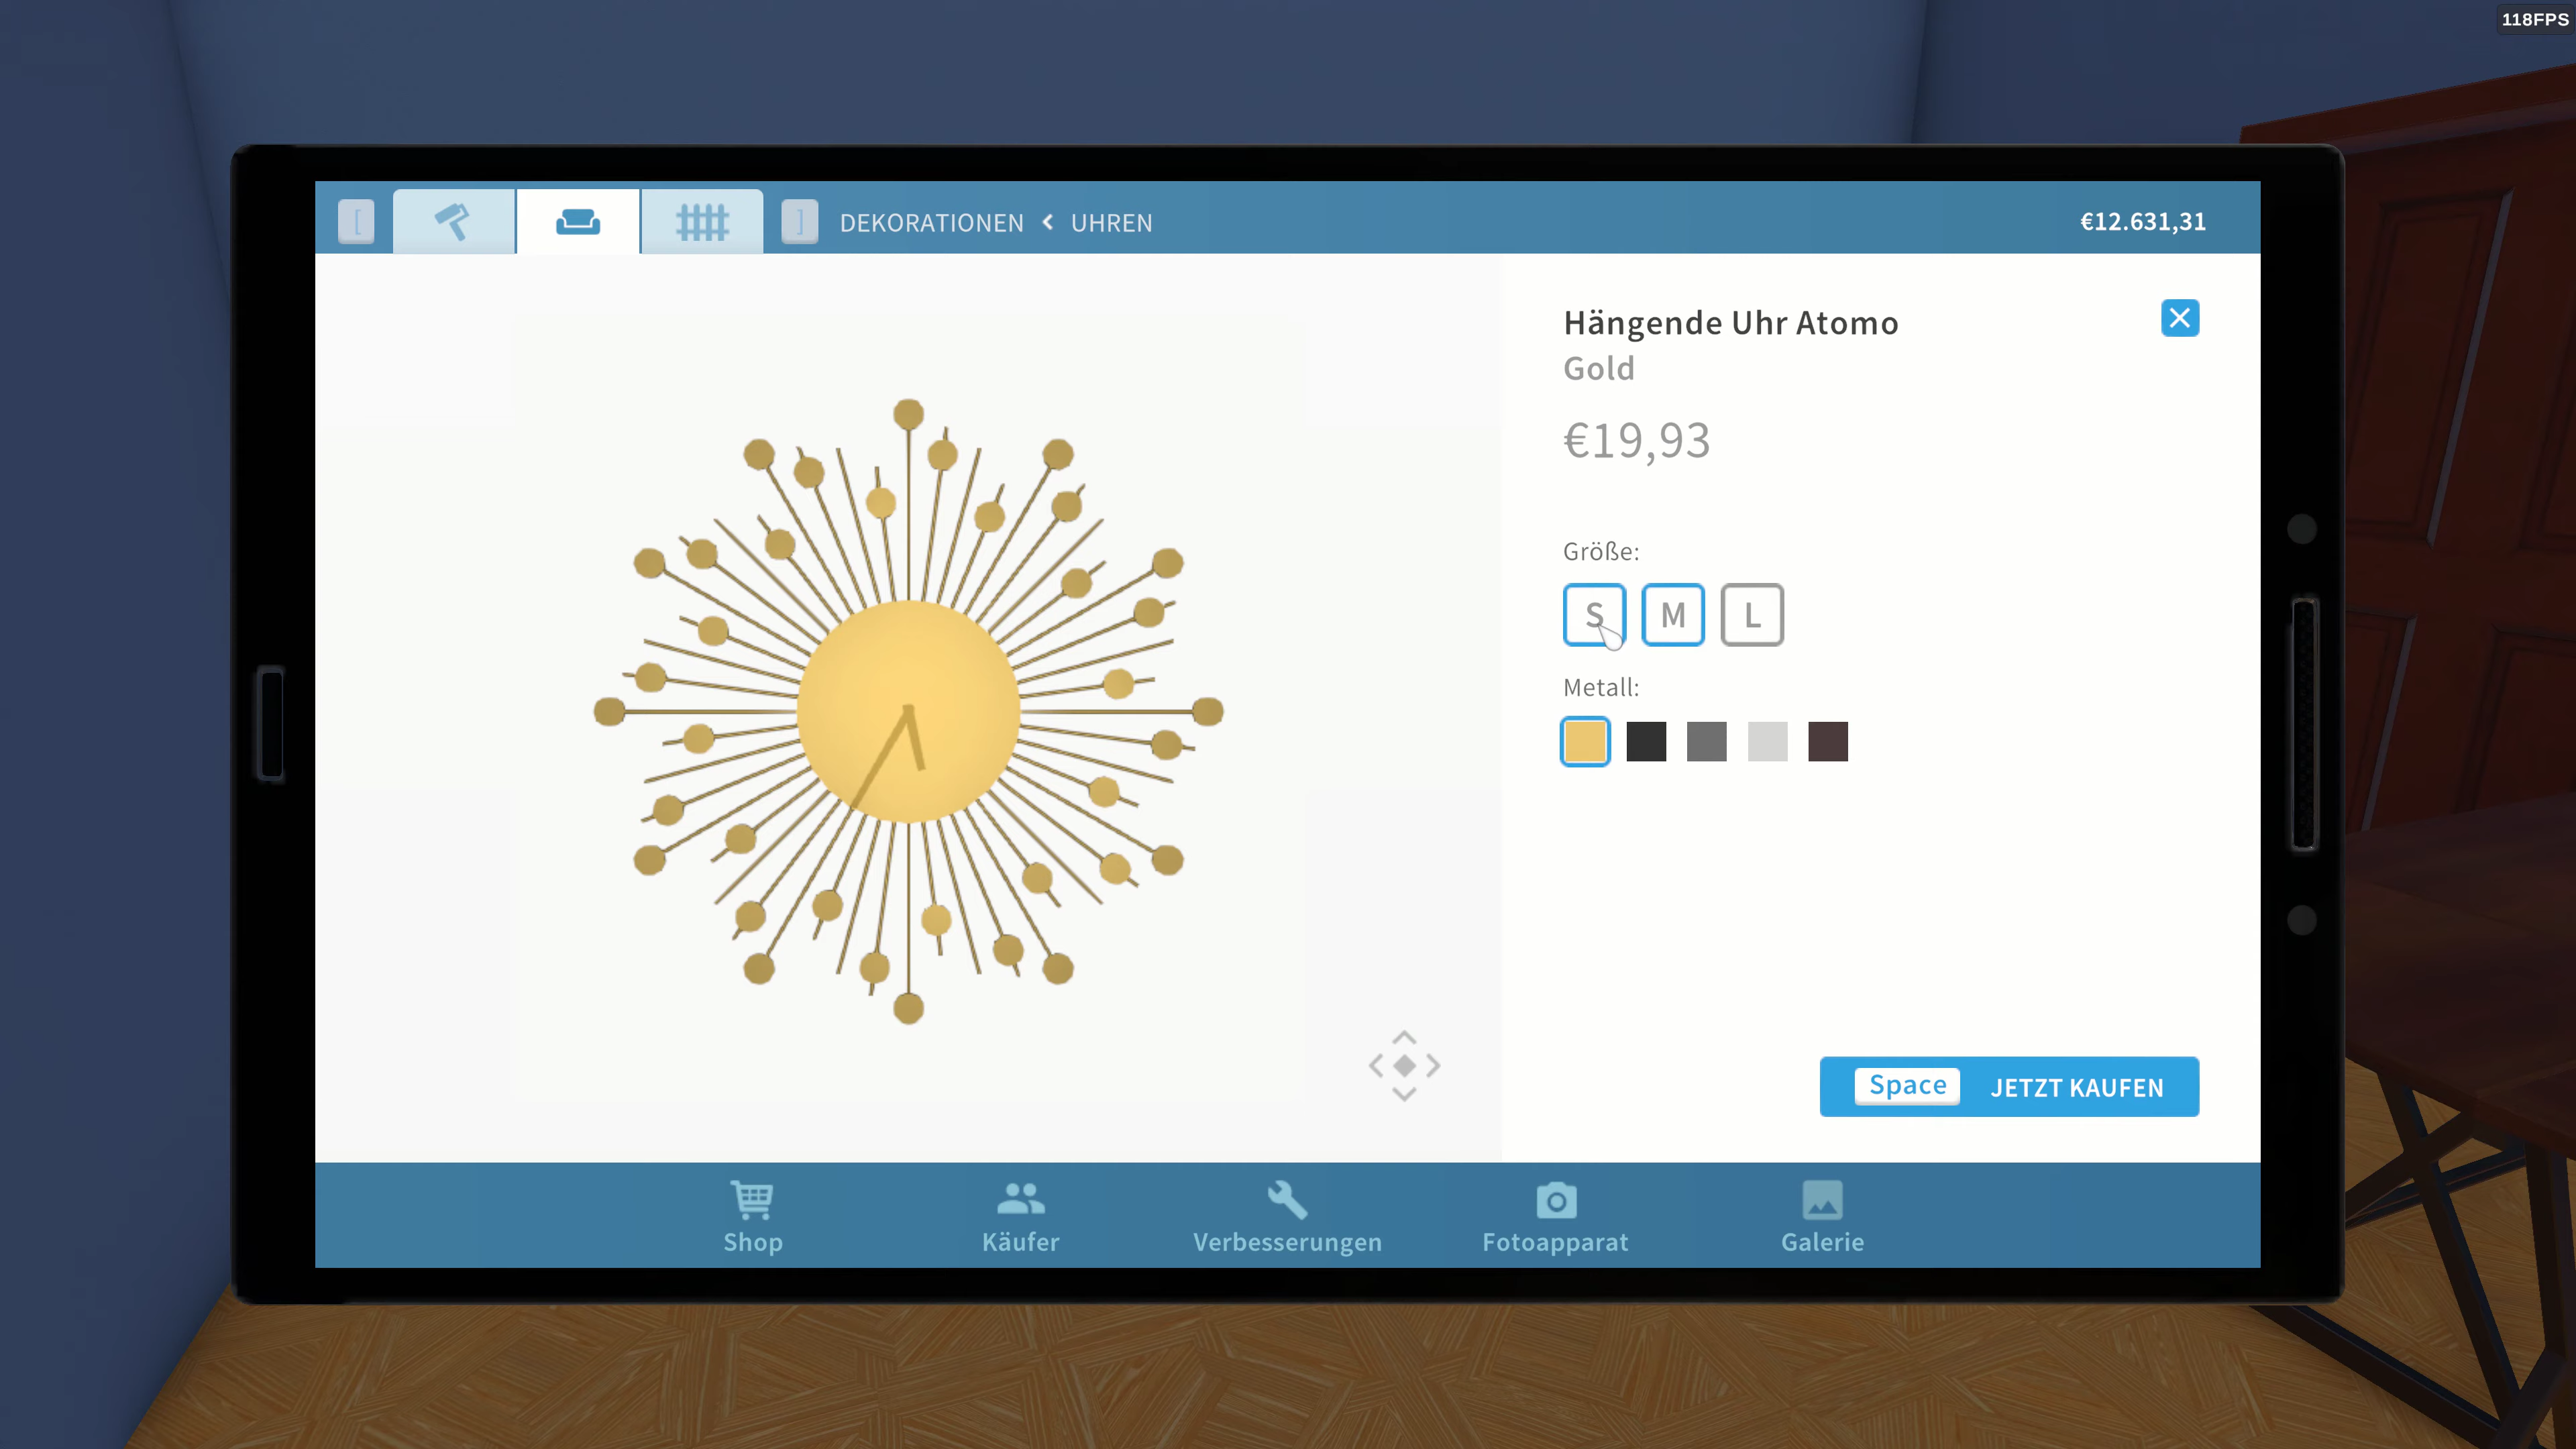 118FPS
[
]
DEKORATIONEN < UHREN
€12.631,31
Hängende Uhr Atomo
Gold
€19,93
Größe:
S M L
Metall:
Space JETZT KAUFEN
Shop Käufer Verbesserungen Fotoapparat Galerie